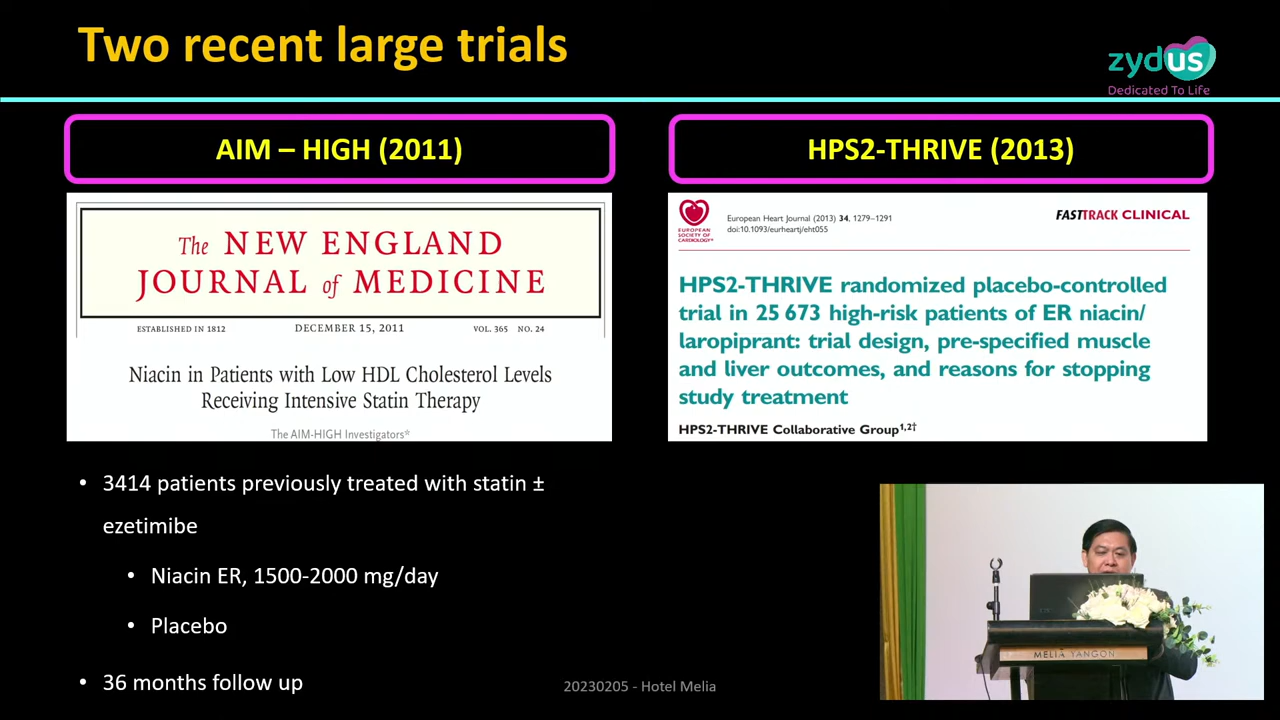 Two recent large trials
zydus
Dedicated To Life
AIM – HIGH (2011)
HPS2-THRIVE (2013)
The NEW ENGLAND
JOURNAL of MEDICINE
ESTABLISHED IN 1812 DECEMBER 15, 2011 VOL. 365 NO. 24
Niacin in Patients with Low HDL Cholesterol Levels
Receiving Intensive Statin Therapy
The AIM-HIGH Investigators*
EUROPEAN
SOCIETY OF
CARDIOLOGY®
European Heart Journal (2013) 34, 1279–1291
doi:10.1093/eurheartj/eht055
FASTTRACK CLINICAL
HPS2-THRIVE randomized placebo-controlled
trial in 25 673 high-risk patients of ER niacin/
laropiprant: trial design, pre-specified muscle
and liver outcomes, and reasons for stopping
study treatment
HPS2-THRIVE Collaborative Group1,2†
• 3414 patients previously treated with statin ±
ezetimibe
• Niacin ER, 1500-2000 mg/day
• Placebo
• 36 months follow up
20230205 - Hotel Melia
MELIÃ YANGON